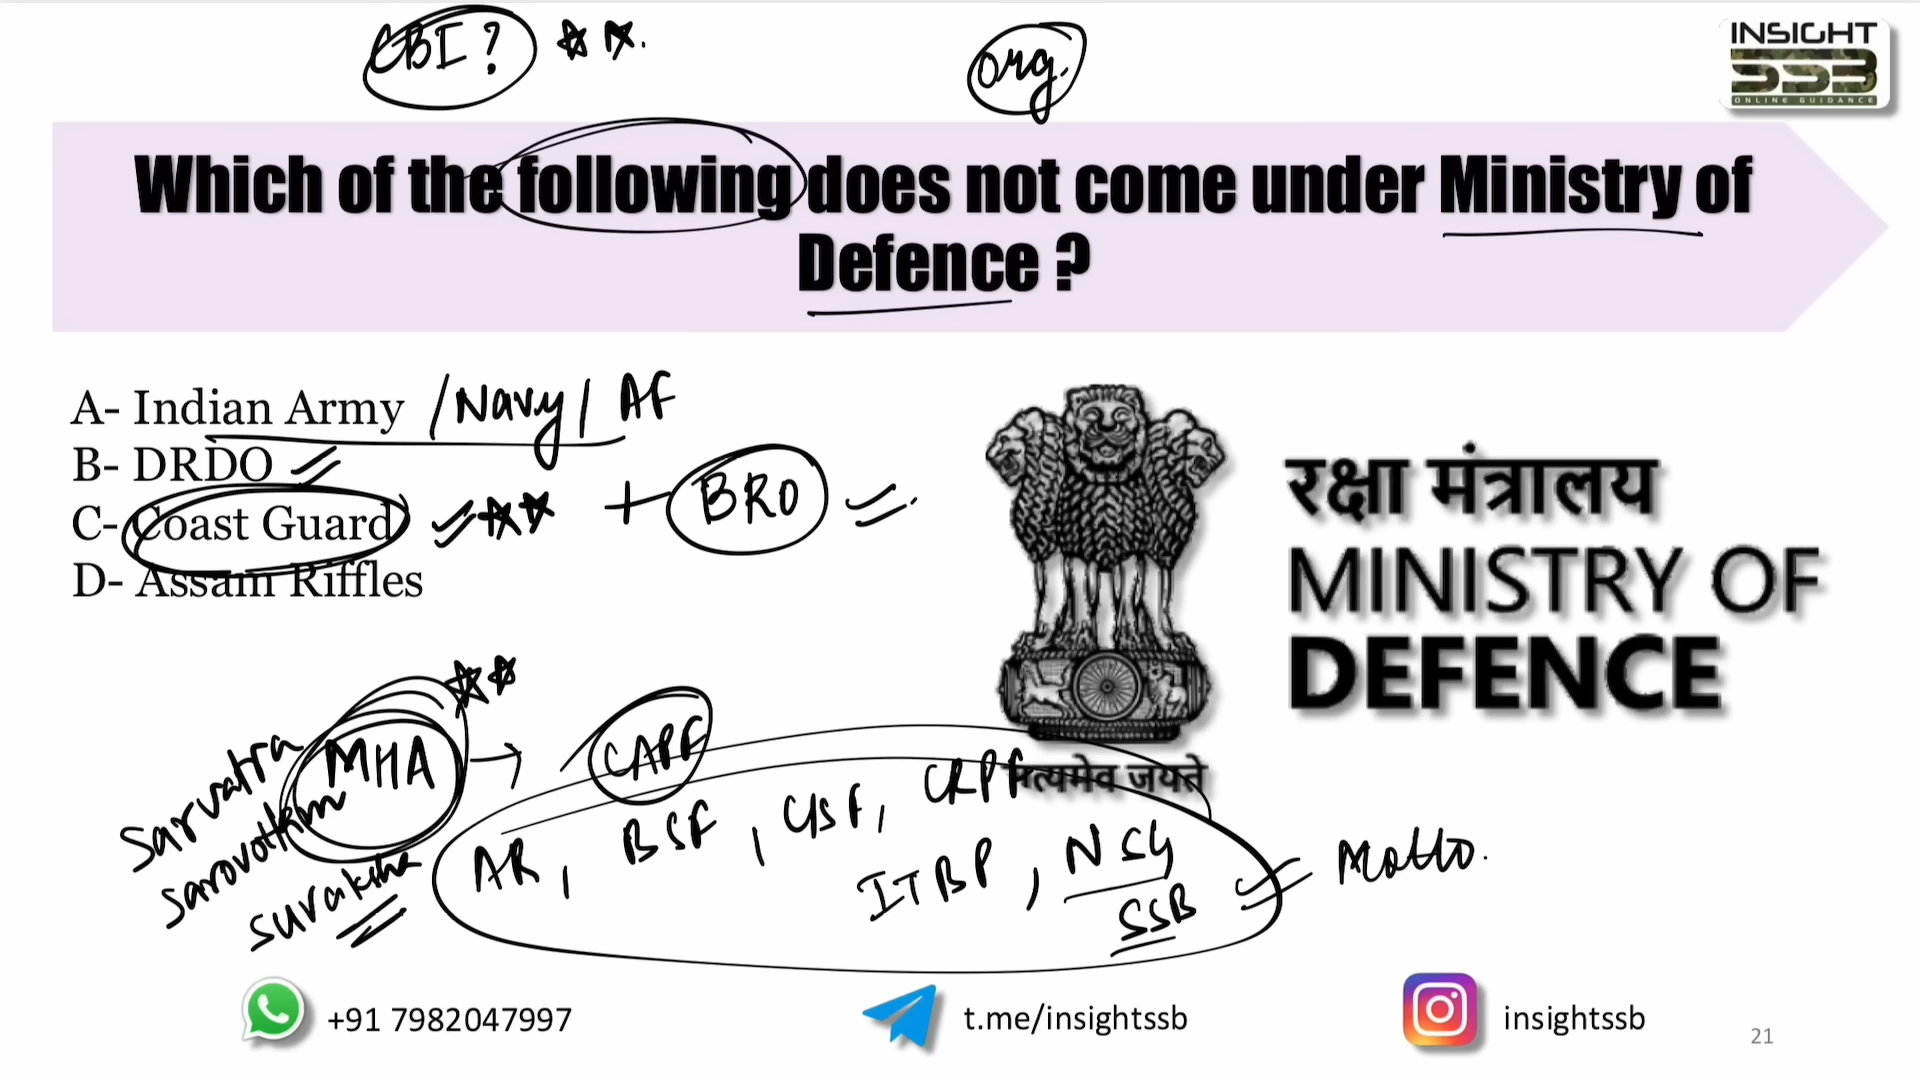 CBI?
org.
INSIGHT
SSB
ONLINE GUIDANCE
Which of the following does not come under Ministry of
Defence ?
A- Indian Army / Navy / AF
B- DRDO
C- Coast Guard + BRO
D- Assam Riffles
रक्षा मंत्रालय
MINISTRY OF
DEFENCE
सत्यमेव जयते
Sarvatra
Sarovottam
Suraksha
MHA → CAPF
AR, BSF, CISF, CRPF
ITBP, NSG
SSB
Motto.
+91 7982047997
t.me/insightssb
insightssb
21